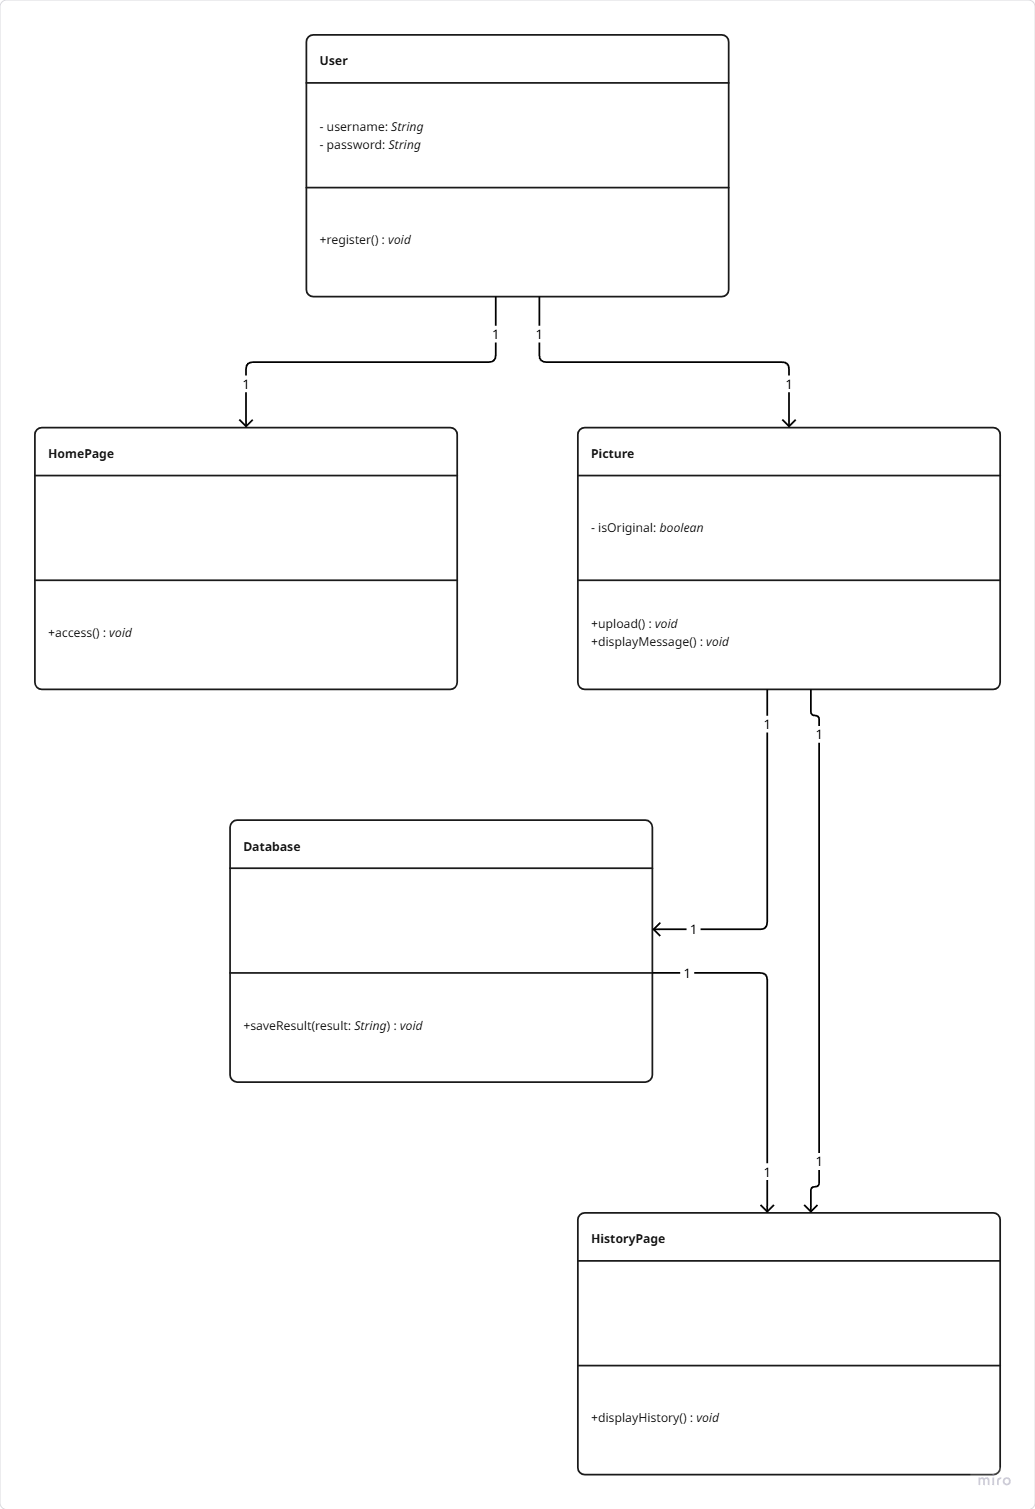 User
- username: String
- password: String
+register() : void
1
1
1
1
HomePage
+access() : void
Picture
- isOriginal: boolean
+upload() : void
+displayMessage() : void
1
1
Database
1
1
+saveResult(result: String) : void
1
1
HistoryPage
+displayHistory() : void
miro